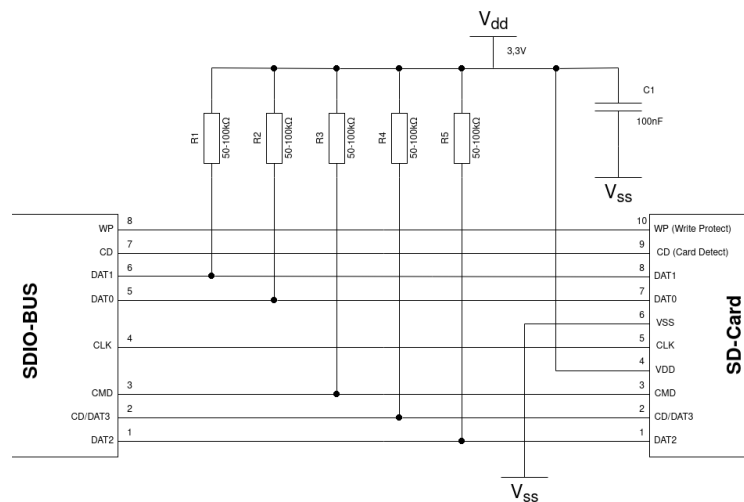 Vdd
3,3V
C1
100nF
Vss
R1
50-100kΩ
R2
50-100kΩ
R3
50-100kΩ
R4
50-100kΩ
R5
50-100kΩ
SDIO-BUS
WP 8
CD 7
DAT1 6
DAT0 5
CLK 4
CMD 3
CD/DAT3 2
DAT2 1
10 WP (Write Protect)
9 CD (Card Detect)
8 DAT1
7 DAT0
6 VSS
5 CLK
4 VDD
3 CMD
2 CD/DAT3
1 DAT2
SD-Card
Vss